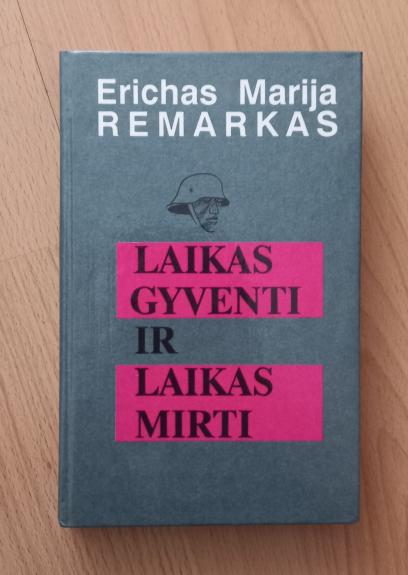 Erichas Marija
REMARKAS
LAIKAS
GYVENTI
IR
LAIKAS
MIRTI